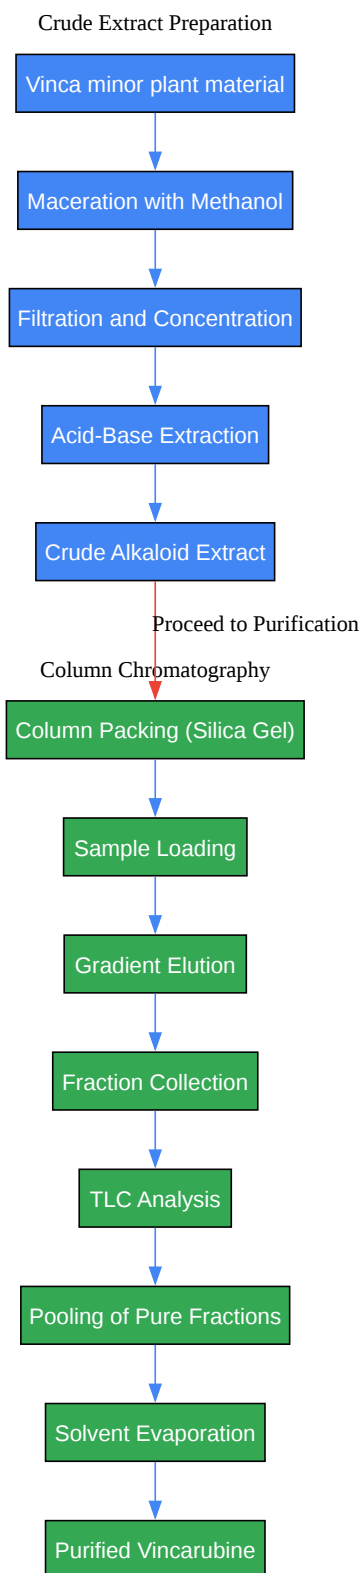 Crude Extract Preparation
Vinca minor plant material
Maceration with Methanol
Filtration and Concentration
Acid-Base Extraction
Crude Alkaloid Extract
Proceed to Purification
Column Chromatography
Column Packing (Silica Gel)
Sample Loading
Gradient Elution
Fraction Collection
TLC Analysis
Pooling of Pure Fractions
Solvent Evaporation
Purified Vincarubine